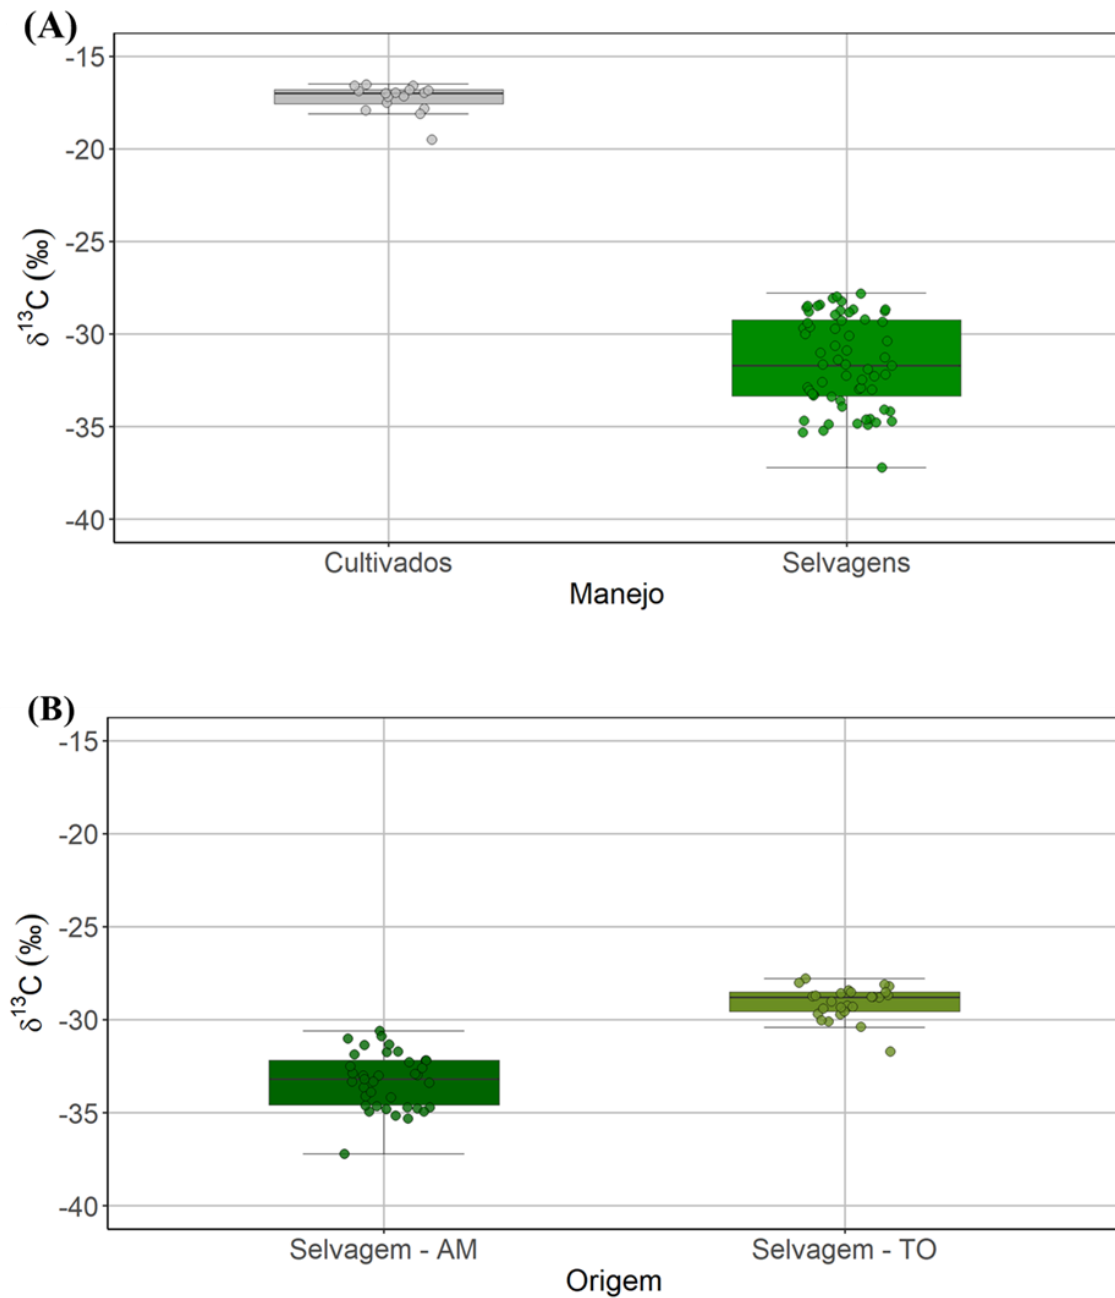 (A)
-15
-20
-25
-30
-35
-40
δ¹³C (‰)
Cultivados Selvagens
Manejo
(B)
-15
-20
-25
-30
-35
-40
δ¹³C (‰)
Selvagem - AM Selvagem - TO
Origem